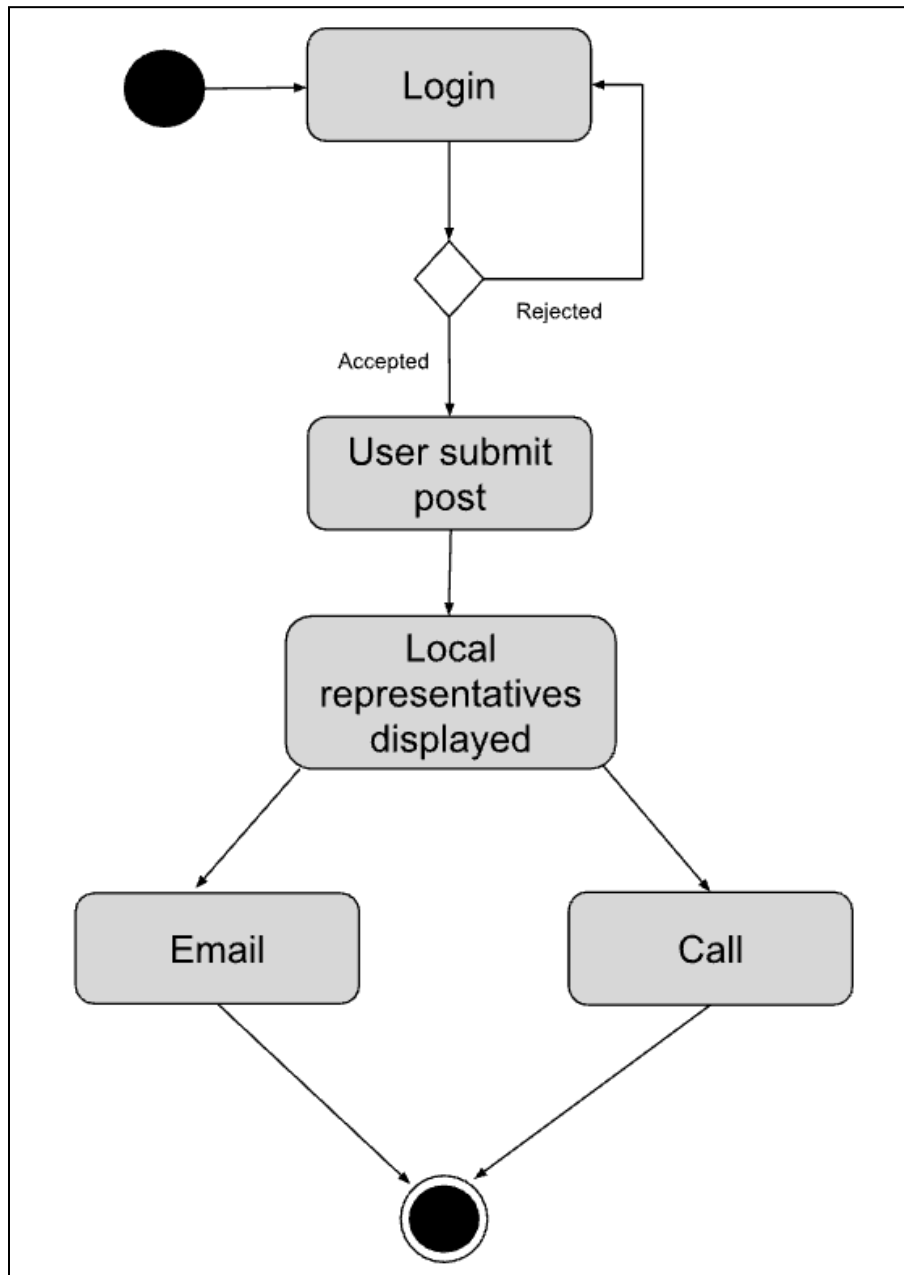 Login
Rejected
Accepted
User submit
post
Local
representatives
displayed
Email
Call